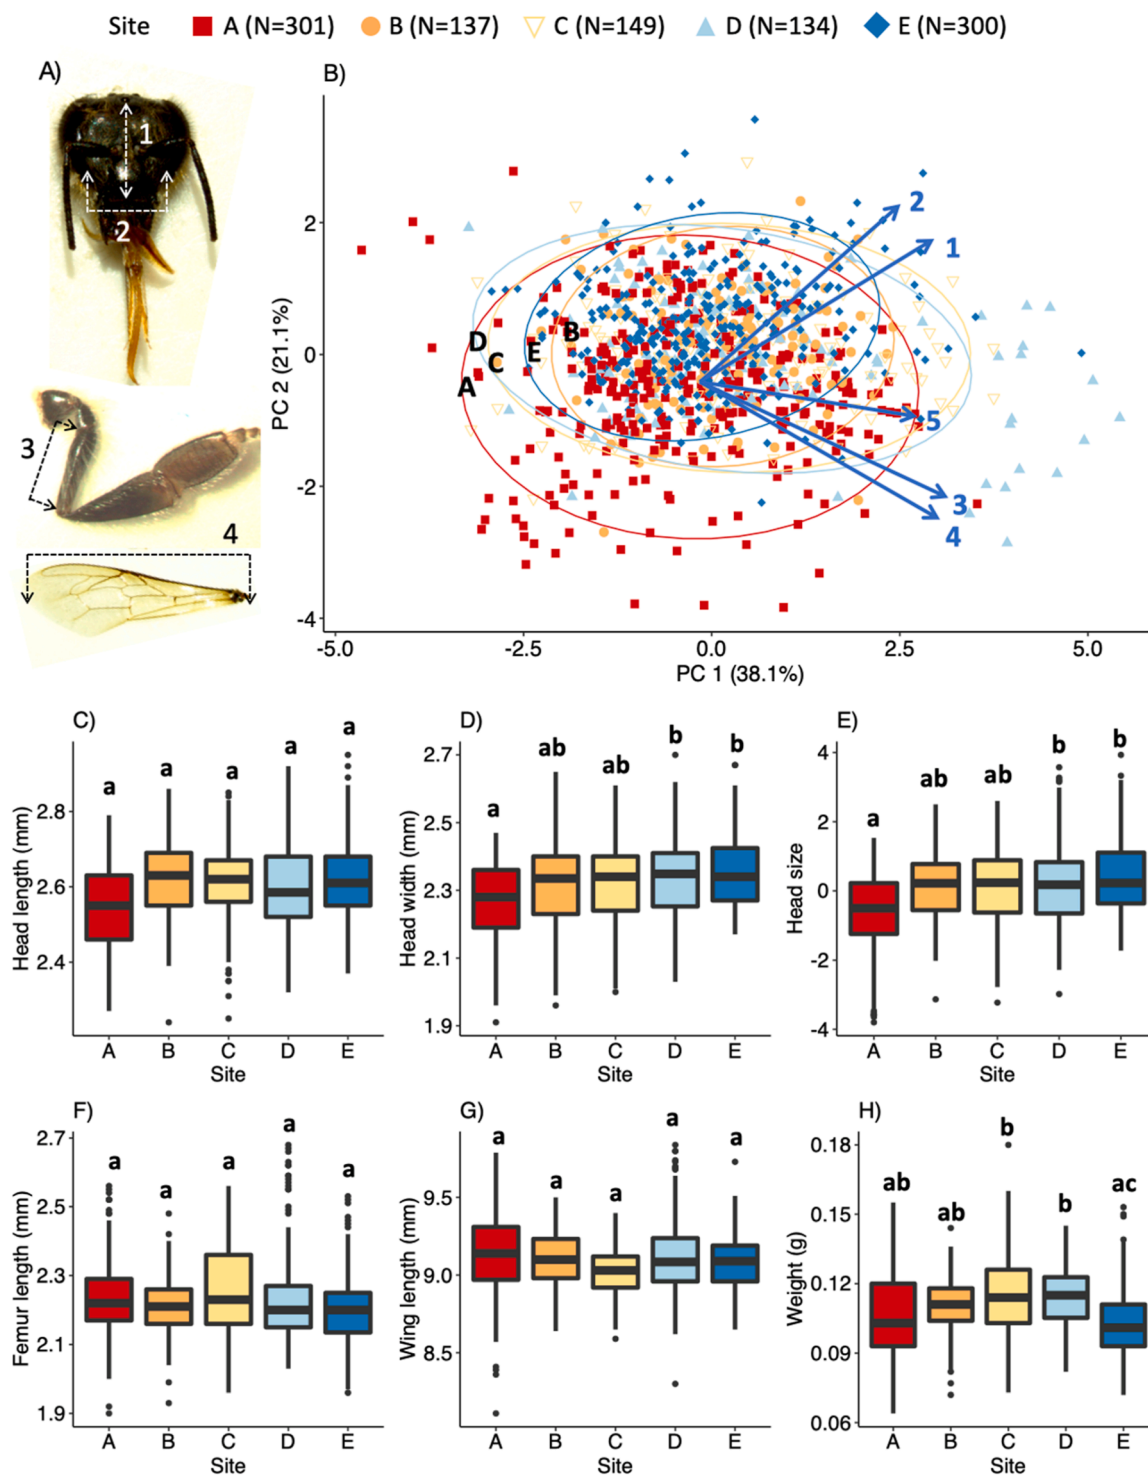 Site A (N=301) B (N=137) C (N=149) D (N=134) E (N=300)
A)
1
2
3
4
B)
PC 2 (21.1%)
2
0
-2
-4
2
1
5
3
4
D
C
A
E
B
-5.0 -2.5 0.0 2.5 5.0
PC 1 (38.1%)
C)
Head length (mm)
2.8
2.6
2.4
a a a a a
A B C D E
Site
D)
Head width (mm)
2.7
2.5
2.3
2.1
1.9
a ab ab b b
A B C D E
Site
E)
Head size
4
2
0
-2
-4
a ab ab b b
A B C D E
Site
F)
Femur length (mm)
2.7
2.5
2.3
2.1
1.9
a a a a a
A B C D E
Site
G)
Wing length (mm)
9.5
9.0
8.5
a a a a a
A B C D E
Site
H)
Weight (g)
0.18
0.15
0.12
0.09
0.06
ab ab b b ac
A B C D E
Site